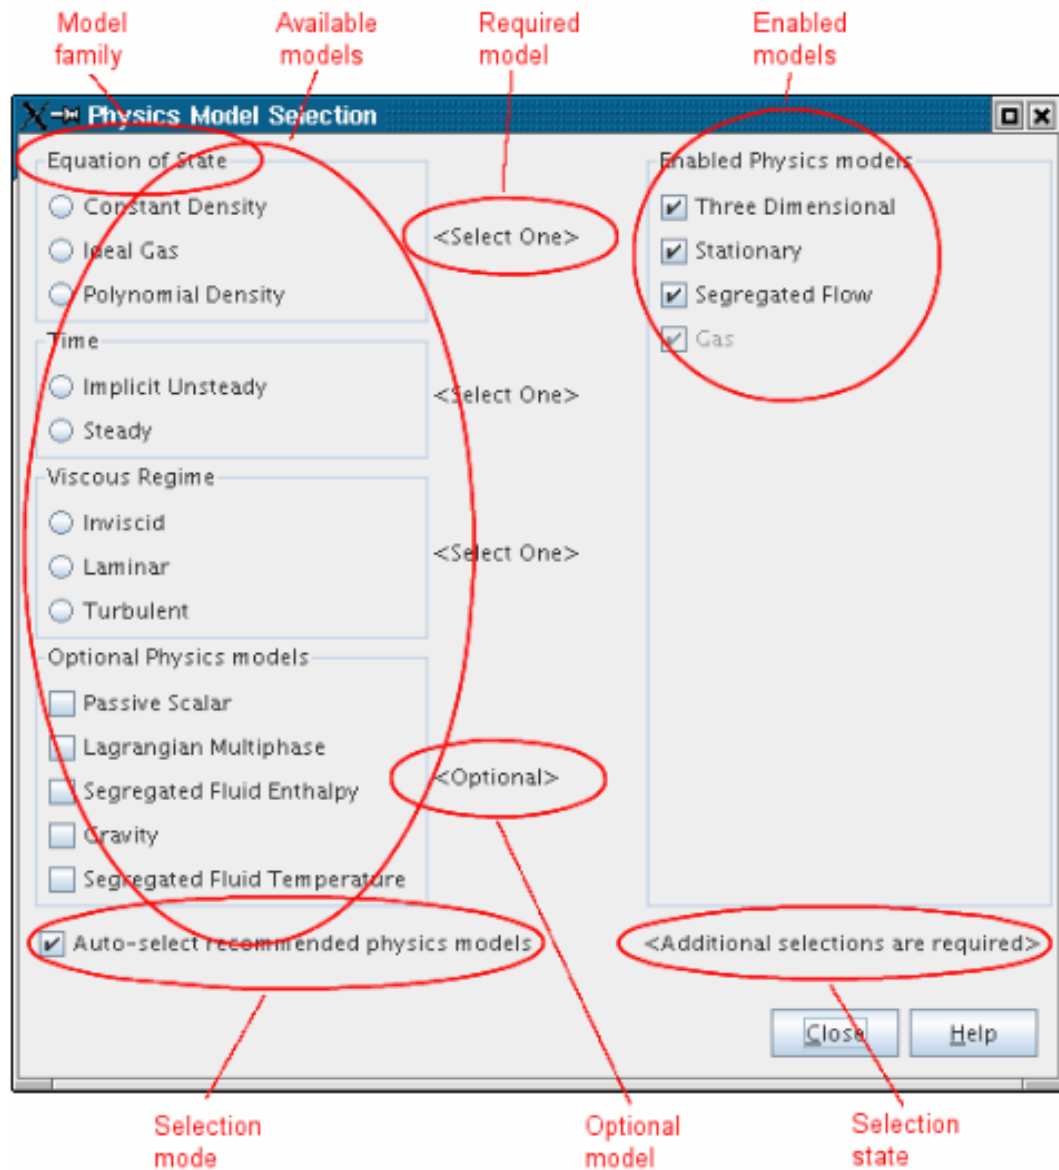 Model
family
Available
models
Required
model
Enabled
models
Physics Model Selection
Equation of State
Constant Density
Ideal Gas
Polynomial Density
<Select One>
Time
Implicit Unsteady
Steady
<Select One>
Viscous Regime
Inviscid
Laminar
Turbulent
<Select One>
Optional Physics models
Passive Scalar
Lagrangian Multiphase
Segregated Fluid Enthalpy
Gravity
Segregated Fluid Temperature
<Optional>
Enabled Physics models
Three Dimensional
Stationary
Segregated Flow
Gas
Auto-select recommended physics models
<Additional selections are required>
Close
Help
Selection
mode
Optional
model
Selection
state